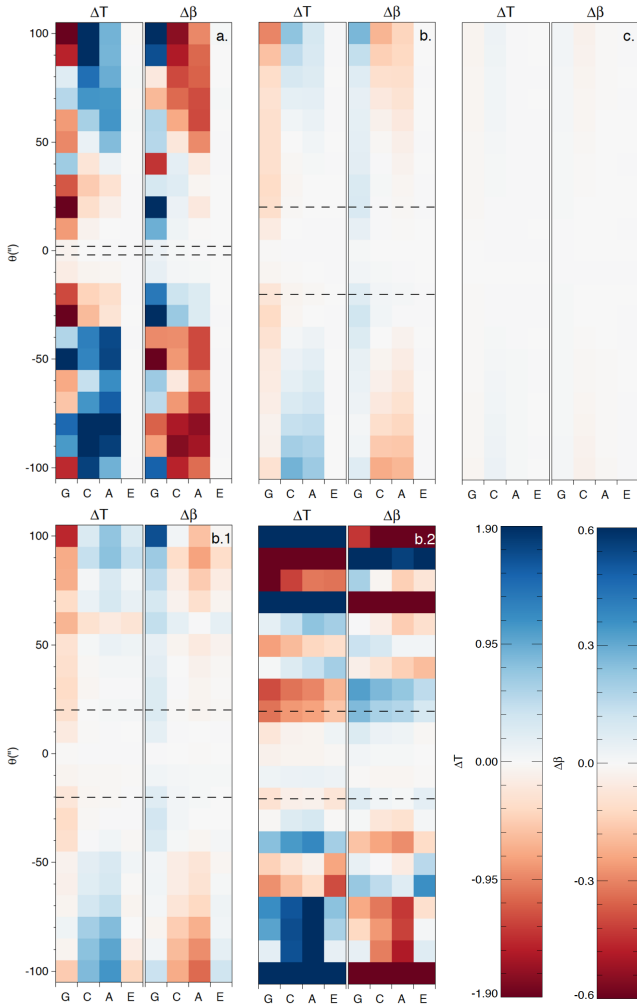 ΔT Δβ ΔT Δβ ΔT Δβ
100 a. b. c.
50
θ(") 0
-50
-100
G C A E G C A E G C A E G C A E G C A E G C A E
ΔT Δβ ΔT Δβ 1.90 0.6
100 b.1 b.2
50 0.95 0.3
θ(") 0 ΔT 0.00 Δβ 0.0
-50 -0.95 -0.3
-100 -1.90 -0.6
G C A E G C A E G C A E G C A E